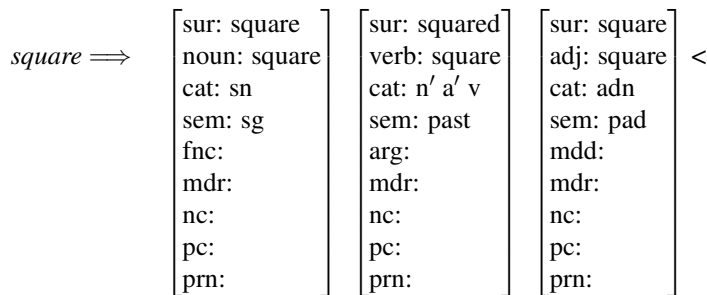 sur: square sur: squared sur: square
square ⟹ noun: square verb: square adj: square <
cat: sn cat: n′ a′ v cat: adn
sem: sg sem: past sem: pad
fnc: arg: mdd:
mdr: mdr: mdr:
nc: nc: nc:
pc: pc: pc:
prn: prn: prn: